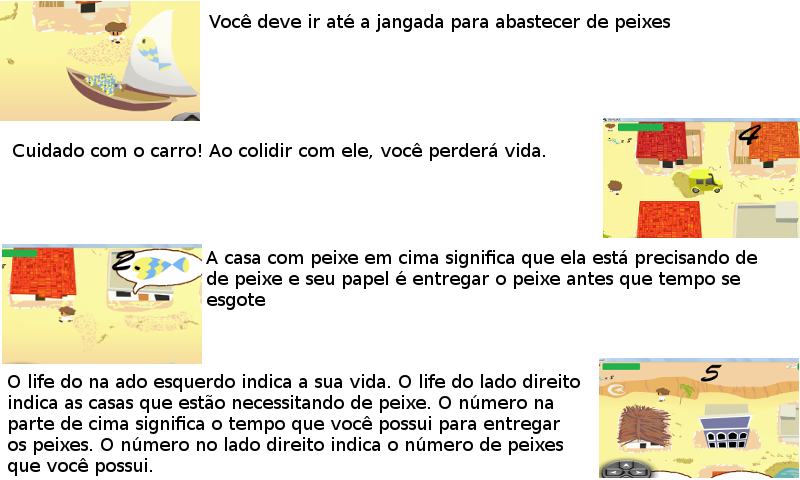 Você deve ir até a jangada para abastecer de peixes
Cuidado com o carro! Ao colidir com ele, você perderá vida.
4
2
A casa com peixe em cima significa que ela está precisando de
de peixe e seu papel é entregar o peixe antes que tempo se
esgote
O life do na ado esquerdo indica a sua vida. O life do lado direito
indica as casas que estão necessitando de peixe. O número na
parte de cima significa o tempo que você possui para entregar
os peixes. O número no lado direito indica o número de peixes
que você possui.
5